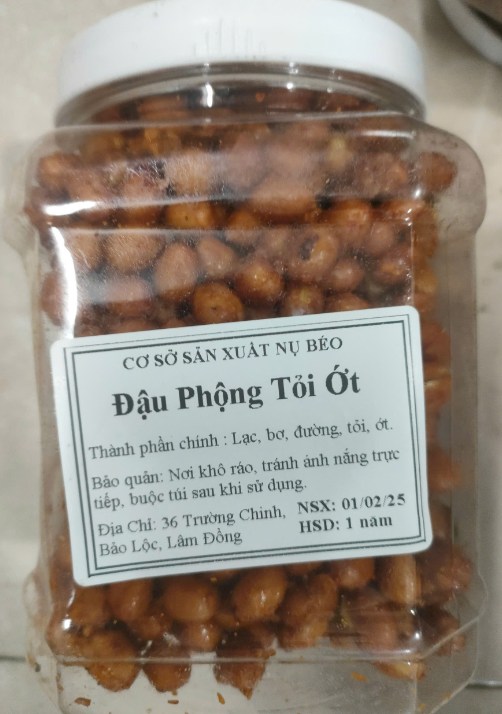 CƠ SỞ SẢN XUẤT NỤ BÉO
Đậu Phộng Tỏi Ớt
Thành phần chính : Lạc, bơ, đường, tỏi, ớt.
Bảo quản: Nơi khô ráo, tránh ánh nắng trực
tiếp, buộc túi sau khi sử dụng.
Địa Chỉ: 36 Trường Chinh,
Bảo Lộc, Lâm Đồng
NSX: 01/02/25
HSD: 1 năm